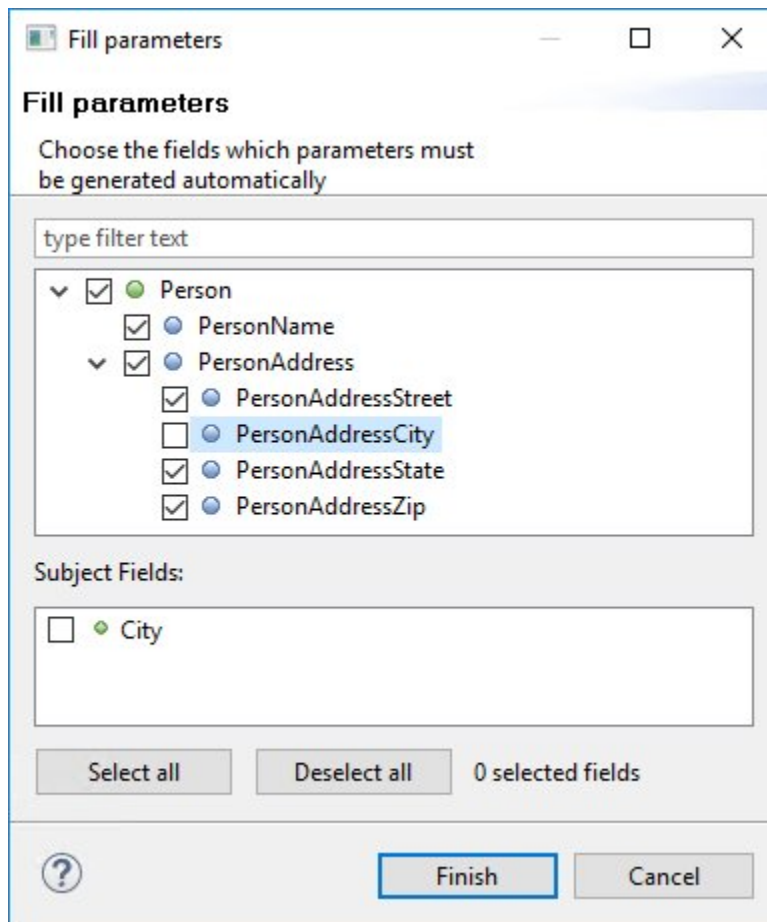 Fill parameters
Fill parameters
Choose the fields which parameters must
be generated automatically
type filter text
Person
PersonName
PersonAddress
PersonAddressStreet
PersonAddressCity
PersonAddressState
PersonAddressZip
Subject Fields:
City
Select all Deselect all 0 selected fields
? Finish Cancel